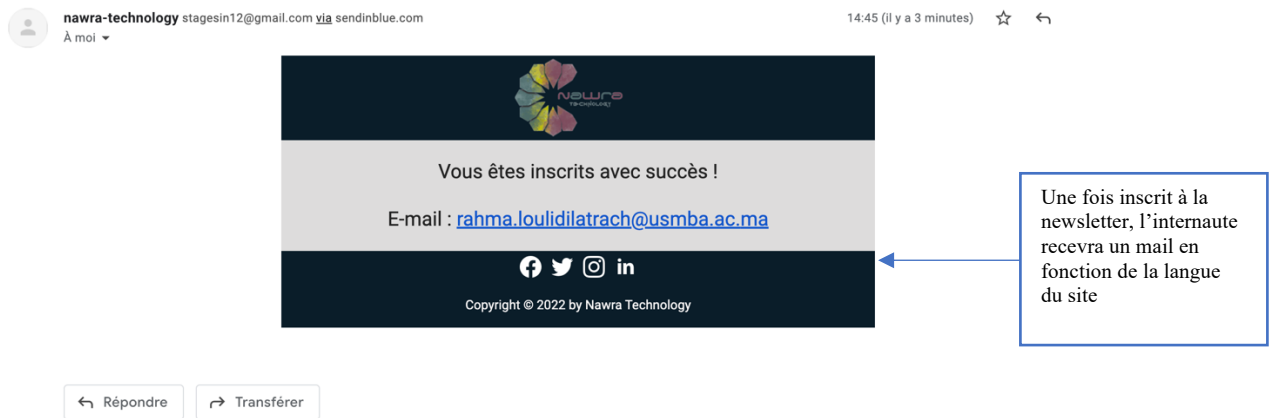 nawra-technology stagesin12@gmail.com via sendinblue.com
14:45 (il y a 3 minutes)
À moi
Nawra
TECHNOLOGY
Vous êtes inscrits avec succès !
E-mail : rahma.loulidilatrach@usmba.ac.ma
in
Copyright © 2022 by Nawra Technology
Une fois inscrit à la
newsletter, l’internaute
recevra un mail en
fonction de la langue
du site
Répondre
Transférer